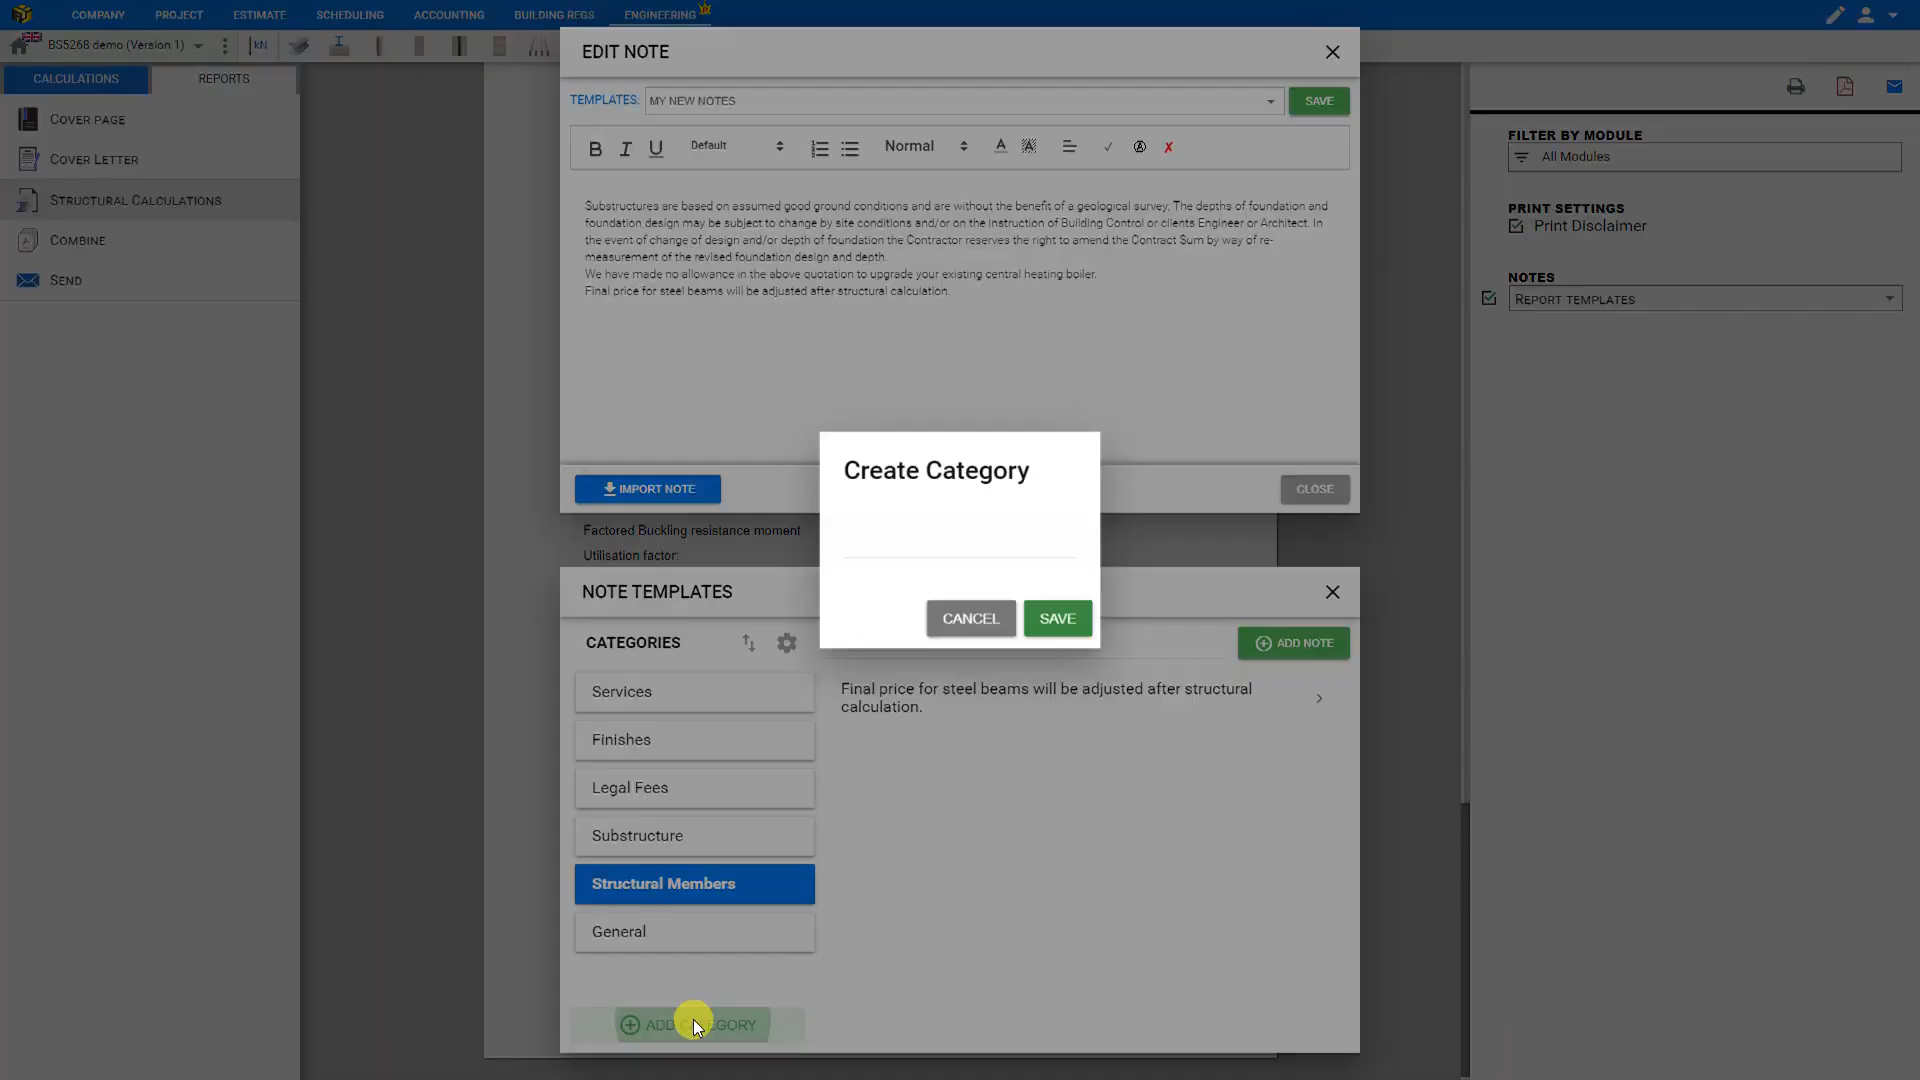 COMPANY PROJECT ESTIMATE SCHEDULING ACCOUNTING BUILDING REGS ENGINEERING
BS5268 demo (Version 1) kN
CALCULATIONS REPORTS
COVER PAGE
COVER LETTER
STRUCTURAL CALCULATIONS
COMBINE
SEND
EDIT NOTE
TEMPLATES: MY NEW NOTES SAVE
B I U Default Normal A
Substructures are based on assumed good ground conditions and are without the benefit of a geological survey, The depths of foundation and
foundation design may be subject to change by site conditions and/or on the instruction of Building Control or clients Engineer or Architect. In
the event of change of design and/or depth of foundation the Contractor reserves the right to amend the Contract Sum by way of re-
measurement of the revised foundation design and depth.
We have made no allowance in the above quotation to upgrade your existing central heating boiler.
Final price for steel beams will be adjusted after structural calculation.
IMPORT NOTE CLOSE
Factored Buckling resistance moment
Utilisation factor:
Create Category
CANCEL SAVE
NOTE TEMPLATES
CATEGORIES
ADD NOTE
Services
Finishes
Legal Fees
Substructure
Structural Members
General
ADD CATEGORY
Final price for steel beams will be adjusted after structural
calculation.
FILTER BY MODULE
All Modules
PRINT SETTINGS
Print Disclaimer
NOTES
REPORT TEMPLATES